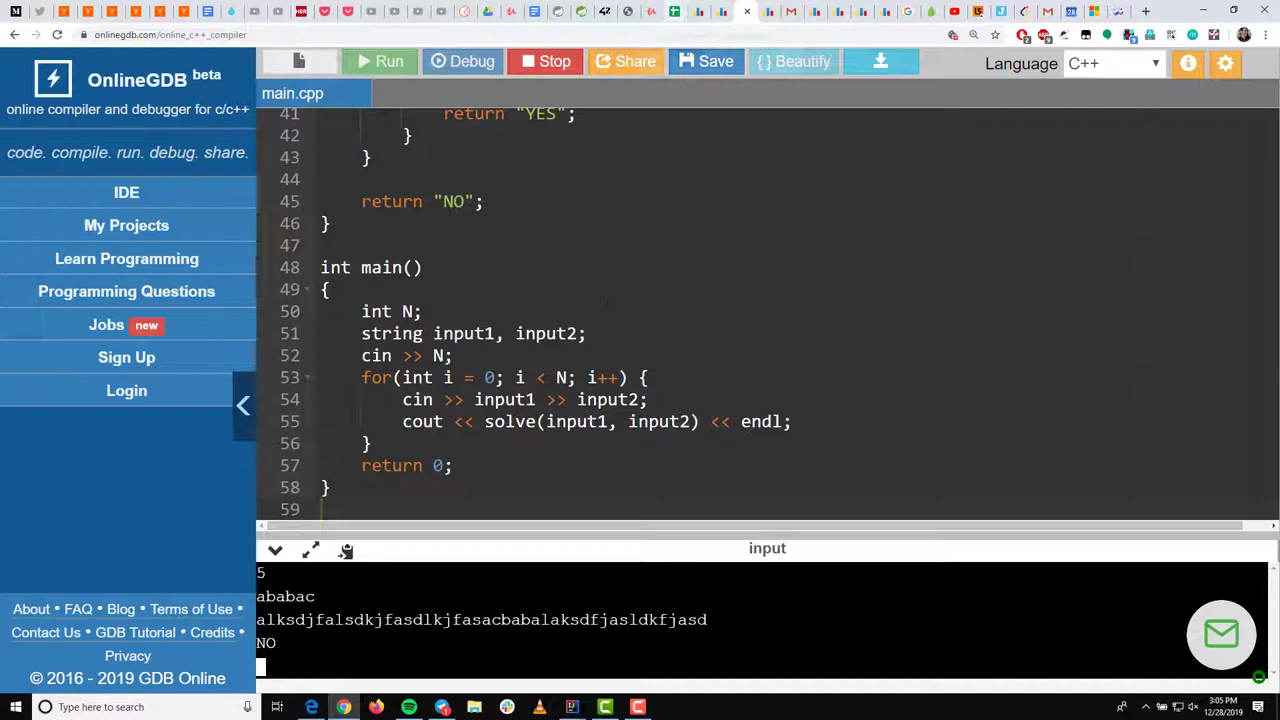 onlinegdb.com/online_c++_compiler
OnlineGDB beta
online compiler and debugger for c/c++
code. compile. run. debug. share.
IDE
My Projects
Learn Programming
Programming Questions
Jobs new
Sign Up
Login
About • FAQ • Blog • Terms of Use •
Contact Us • GDB Tutorial • Credits •
Privacy
© 2016 - 2019 GDB Online
Run
Debug
Stop
Share
Save
{ } Beautify
Language
C++
main.cpp
41 return "YES";
42 }
43 }
44
45 return "NO";
46 }
47
48 int main()
49 {
50 int N;
51 string input1, input2;
52 cin >> N;
53 for(int i = 0; i < N; i++) {
54 cin >> input1 >> input2;
55 cout << solve(input1, input2) << endl;
56 }
57 return 0;
58 }
59
input
5
ababac
alksdjfalsdkjfasdlkjfasacbabalaksdfjasldkfjasd
NO
Type here to search
3:05 PM
12/28/2019